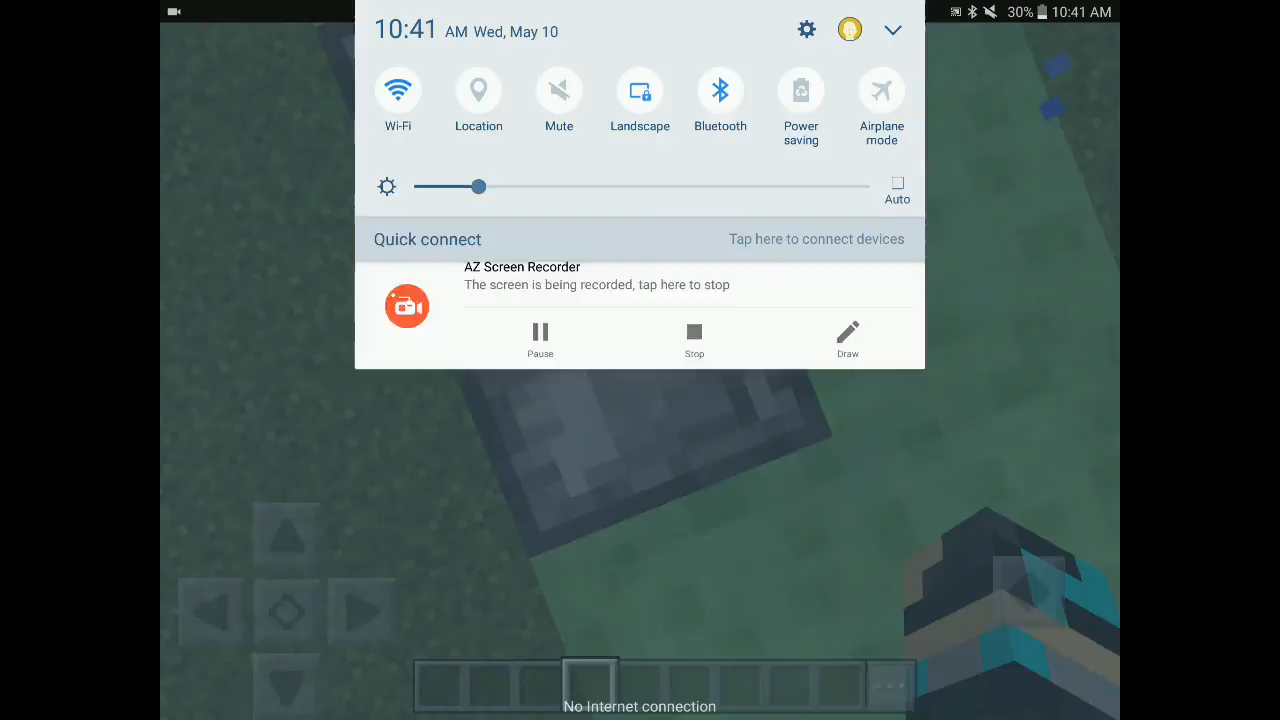 30% 10:41 AM
10:41 AM Wed, May 10
Wi-Fi
Location
Mute
Landscape
Bluetooth
Power
saving
Airplane
mode
Auto
Quick connect
Tap here to connect devices
AZ Screen Recorder
The screen is being recorded, tap here to stop
Pause
Stop
Draw
No Internet connection